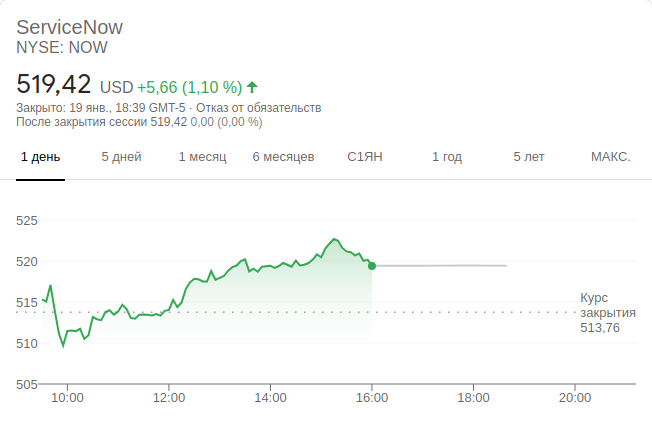 ServiceNow
NYSE: NOW
519,42 USD +5,66 (1,10 %)
Закрыто: 19 янв., 18:39 GMT-5 · Отказ от обязательств
После закрытия сессии 519,42 0,00 (0,00 %)
1 день 5 дней 1 месяц 6 месяцев С1ЯН 1 год 5 лет МАКС.
525
520
515
510
505
Курс
закрытия
513,76
10:00 12:00 14:00 16:00 18:00 20:00